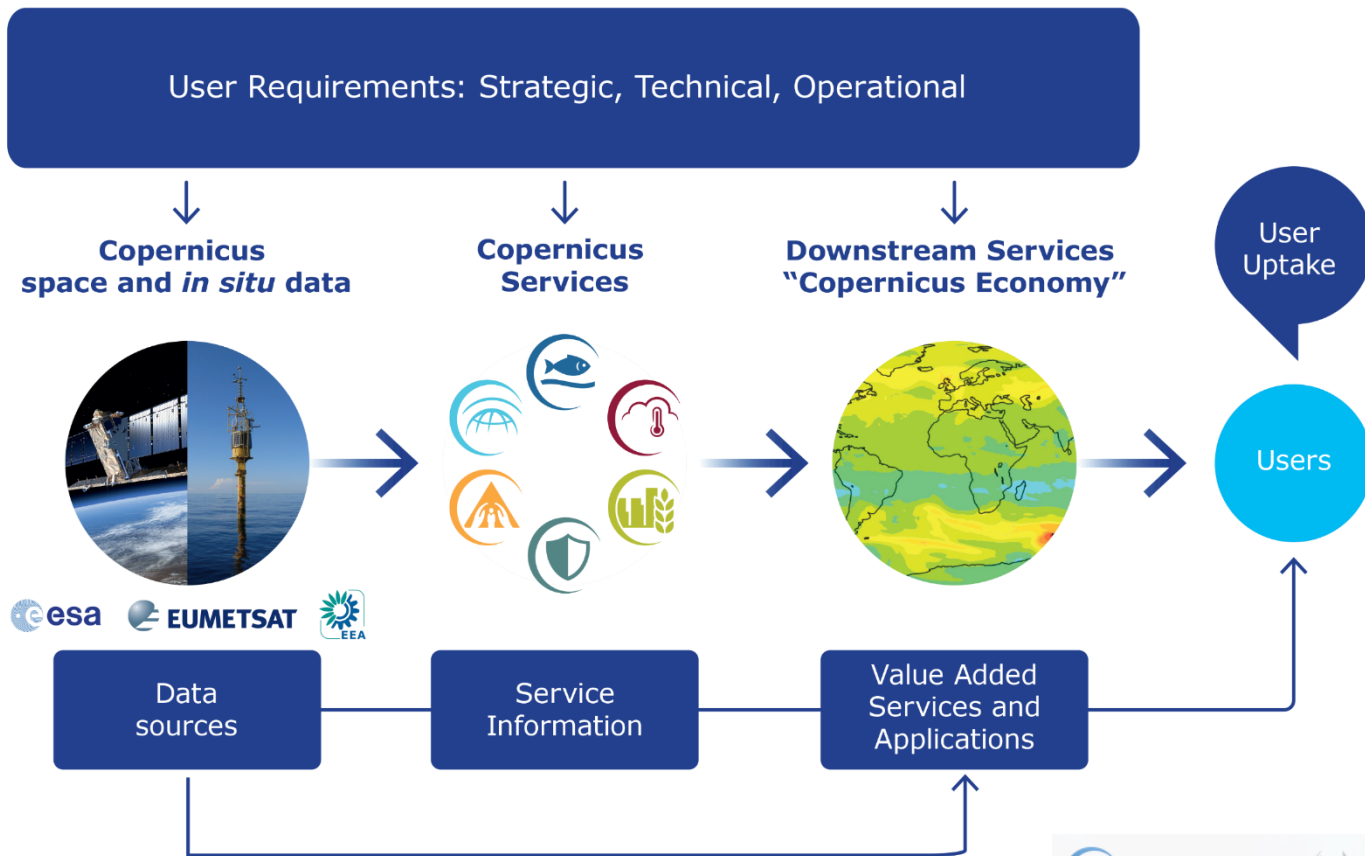 User Requirements: Strategic, Technical, Operational
Copernicus
space and in situ data
Copernicus
Services
Downstream Services
“Copernicus Economy”
User
Uptake
Users
esa
EUMETSAT
EEA
Data
sources
Service
Information
Value Added
Services and
Applications